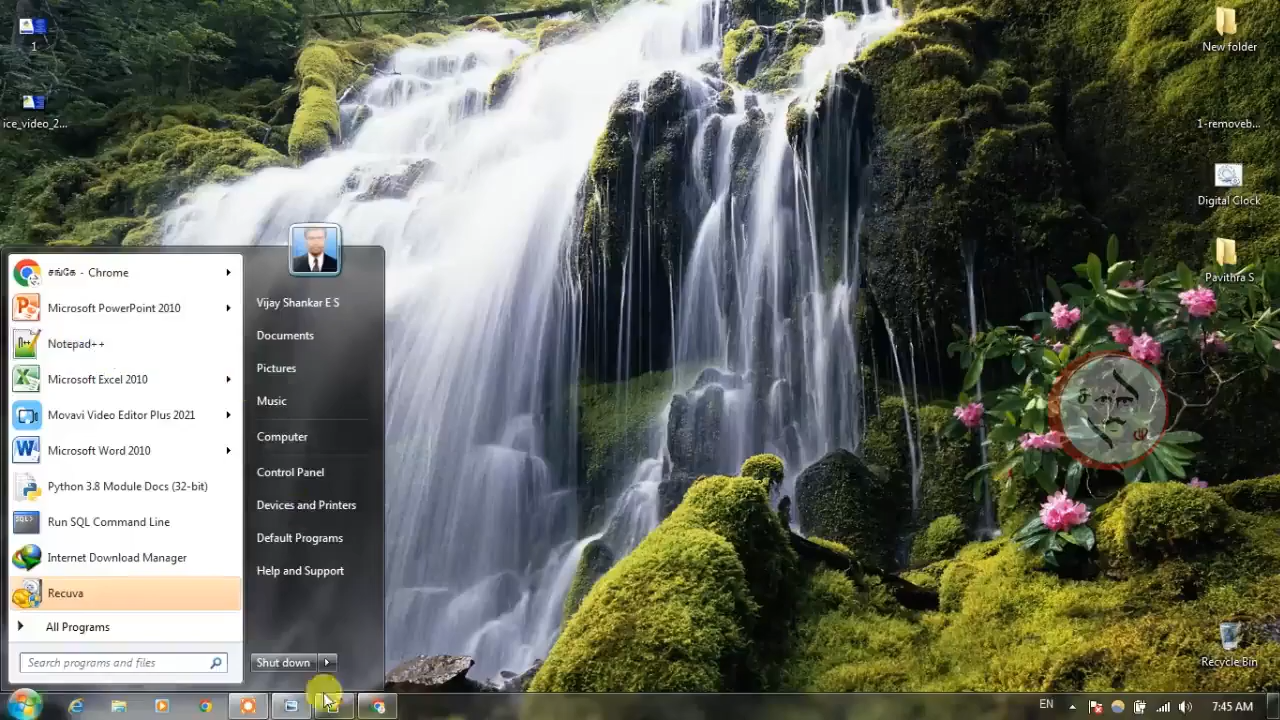 1
ice_video_2...
New folder
1-removeb...
Digital Clock
Pavithra S
Recycle Bin
சங்கே - Chrome
Microsoft PowerPoint 2010
Notepad++
Microsoft Excel 2010
Movavi Video Editor Plus 2021
Microsoft Word 2010
Python 3.8 Module Docs (32-bit)
Run SQL Command Line
Internet Download Manager
Recuva
All Programs
Search programs and files
Vijay Shankar E S
Documents
Pictures
Music
Computer
Control Panel
Devices and Printers
Default Programs
Help and Support
Shut down
EN
7:45 AM